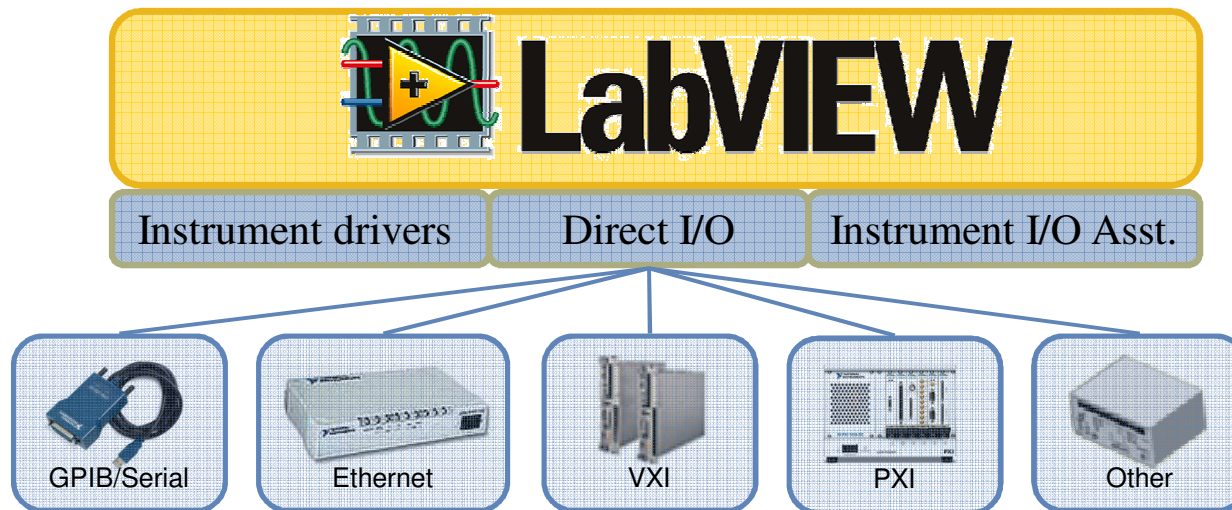 LabVIEW
Instrument drivers
Direct I/O
Instrument I/O Asst.
GPIB/Serial
Ethernet
VXI
PXI
Other